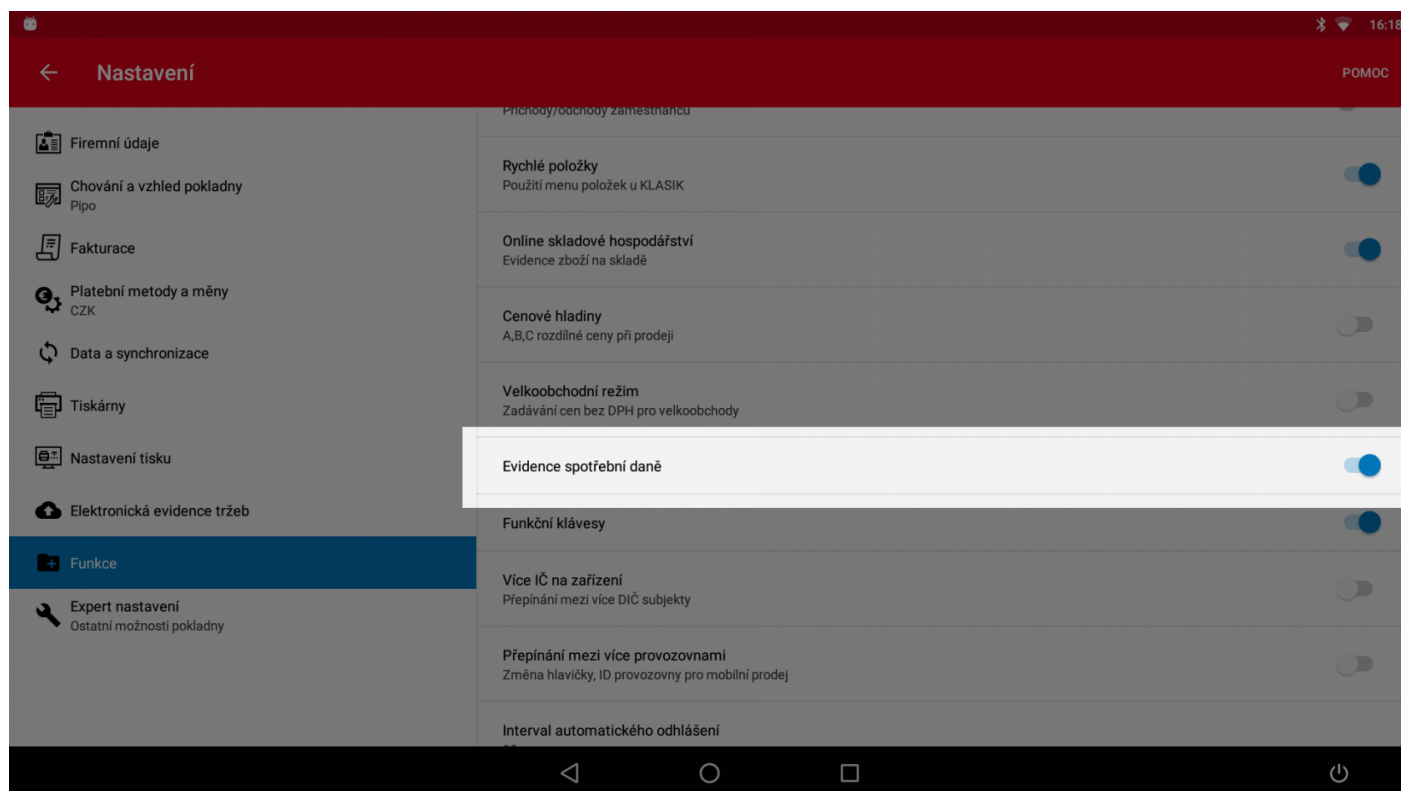 16:18
Nastavení
POMOC
Firemní údaje
Chování a vzhled pokladny
Pipo
Fakturace
Platební metody a měny
CZK
Data a synchronizace
Tiskárny
Nastavení tisku
Elektronická evidence tržeb
Funkce
Expert nastavení
Ostatní možnosti pokladny
Příchody/odchody zaměstnanců
Rychlé položky
Použití menu položek u KLASIK
Online skladové hospodářství
Evidence zboží na skladě
Cenové hladiny
A,B,C rozdílné ceny při prodeji
Velkoobchodní režim
Zadávání cen bez DPH pro velkoobchody
Evidence spotřební daně
Funkční klávesy
Více IČ na zařízení
Přepínání mezi více DIČ subjekty
Přepínání mezi více provozovnami
Změna hlavičky, ID provozovny pro mobilní prodej
Interval automatického odhlášení